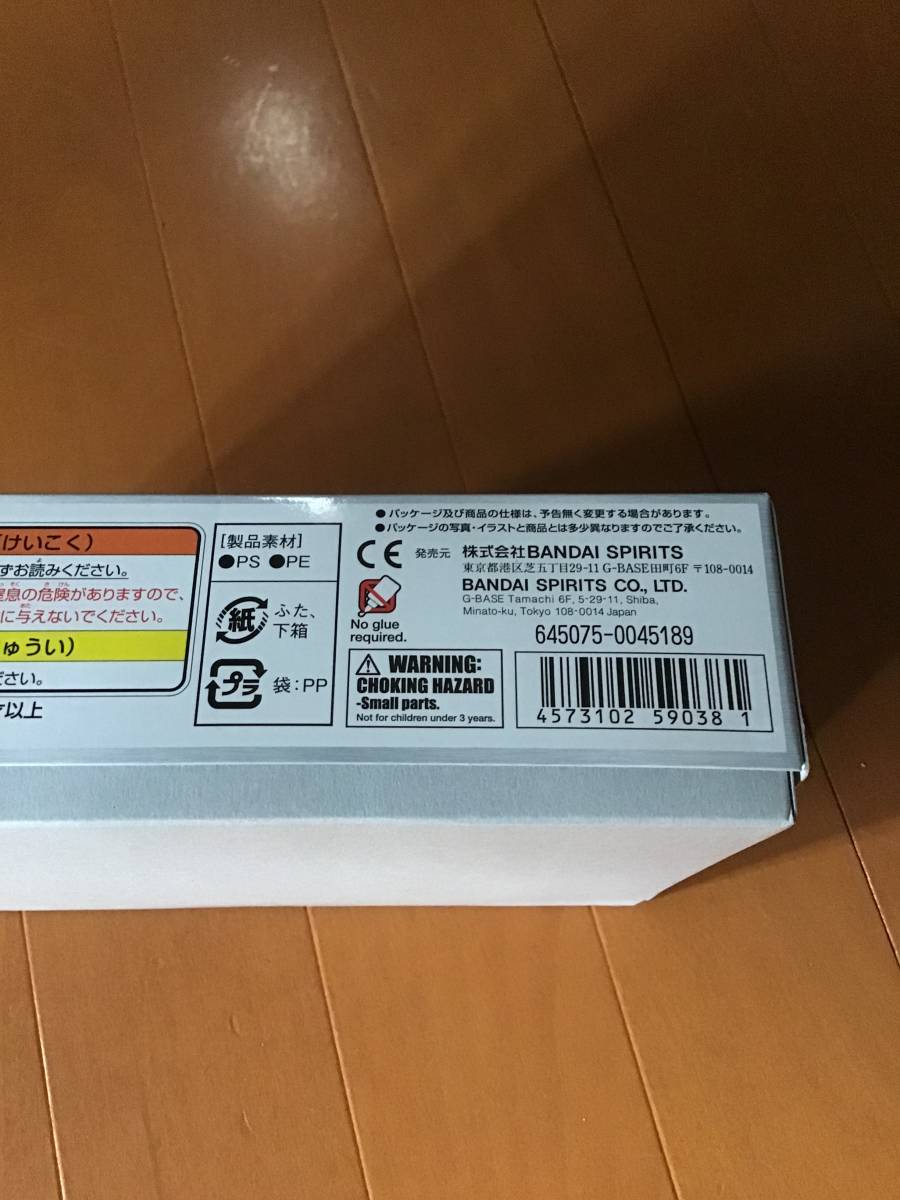 けいこく）
ずお読みください。
窒息の危険がありますので、
に与えないでください。
ゅうい）
ださい。
以上
[製品素材]
●PS ●PE
紙 ふた、
下箱
プラ 袋：PP
●パッケージ及び商品の仕様は、予告無く変更する場合があります。
●パッケージの写真・イラストと商品とは多少異なりますのでご了承ください。
CE 発売元 株式会社BANDAI SPIRITS
東京都港区芝五丁目29-11 G-BASE田町6F 〒108-0014
BANDAI SPIRITS CO., LTD.
G-BASE Tamachi 6F, 5-29-11, Shiba,
Minato-ku, Tokyo 108-0014 Japan
No glue
required.
645075-0045189
WARNING:
CHOKING HAZARD
-Small parts.
Not for children under 3 years.
4573102 59038 1